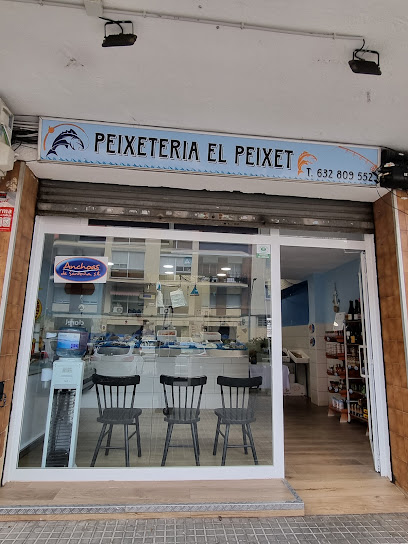 PEIXETERIA EL PEIXET
T. 632 809 552
Anchoas
de Santoña S.L.